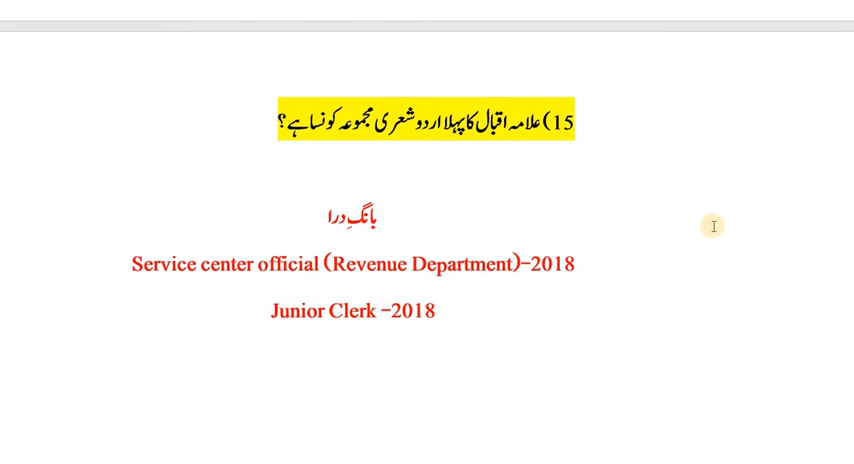 15) علامہ اقبال کا پہلا اردو شعری مجموعہ کونسا ہے؟
بانگِ درا
Service center official (Revenue Department)-2018
Junior Clerk -2018